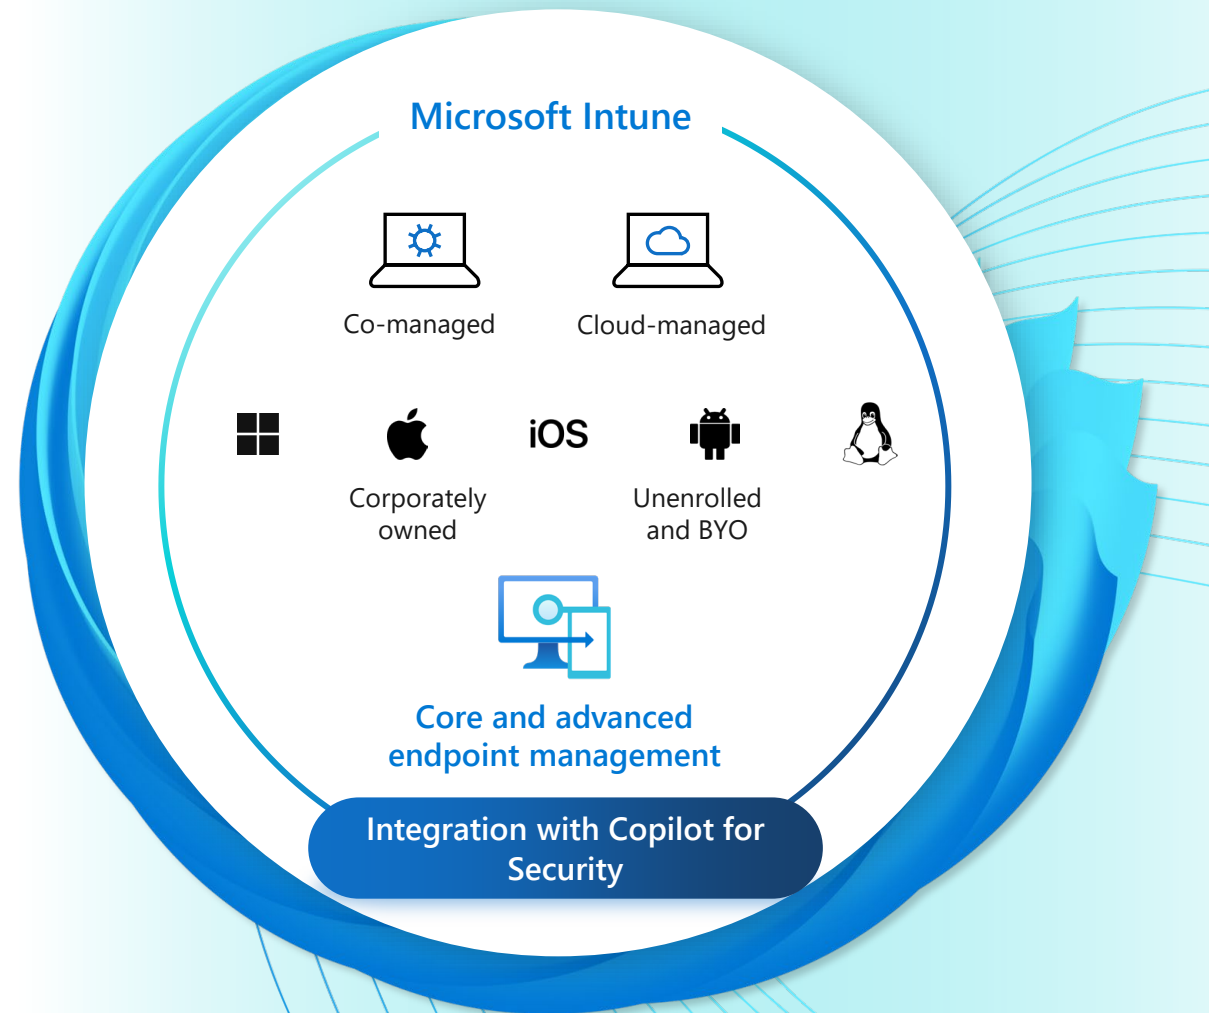 Microsoft Intune
Co-managed
Cloud-managed
iOS
Corporately
owned
Unenrolled
and BYO
Core and advanced
endpoint management
Integration with Copilot for
Security